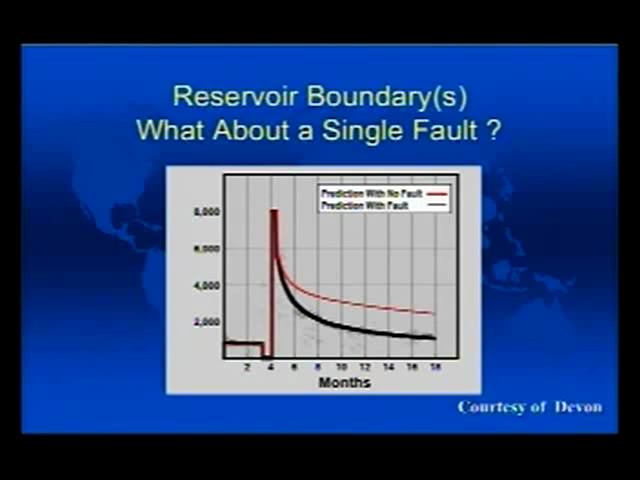 Reservoir Boundary(s)
What About a Single Fault ?
Prediction With No Fault
Prediction With Fault
8,000
6,000
4,000
2,000
2 4 6 8 10 12 14 16 18
Months
Courtesy of Devon